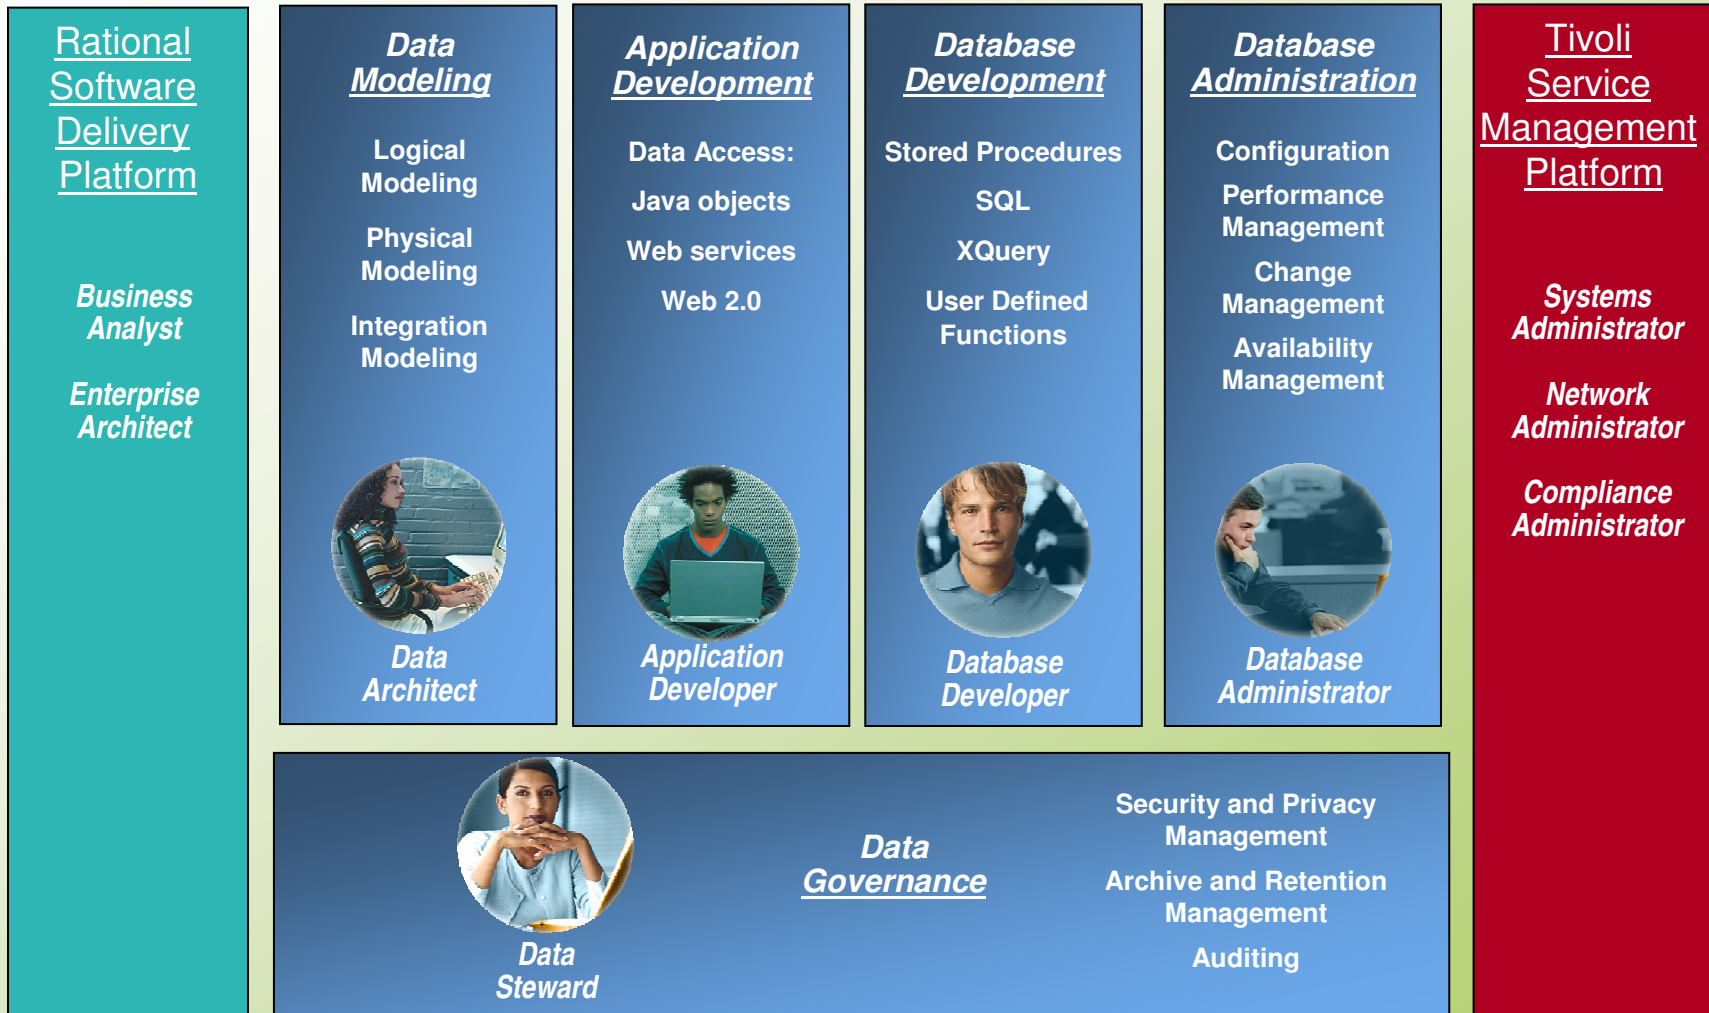 Rational
Software
Delivery
Platform
Business
Analyst
Enterprise
Architect
Data
Modeling
Logical
Modeling
Physical
Modeling
Integration
Modeling
Data
Architect
Application
Development
Data Access:
Java objects
Web services
Web 2.0
Application
Developer
Database
Development
Stored Procedures
SQL
XQuery
User Defined
Functions
Database
Developer
Database
Administration
Configuration
Performance
Management
Change
Management
Availability
Management
Database
Administrator
Tivoli
Service
Management
Platform
Systems
Administrator
Network
Administrator
Compliance
Administrator
Data
Steward
Data
Governance
Security and Privacy
Management
Archive and Retention
Management
Auditing